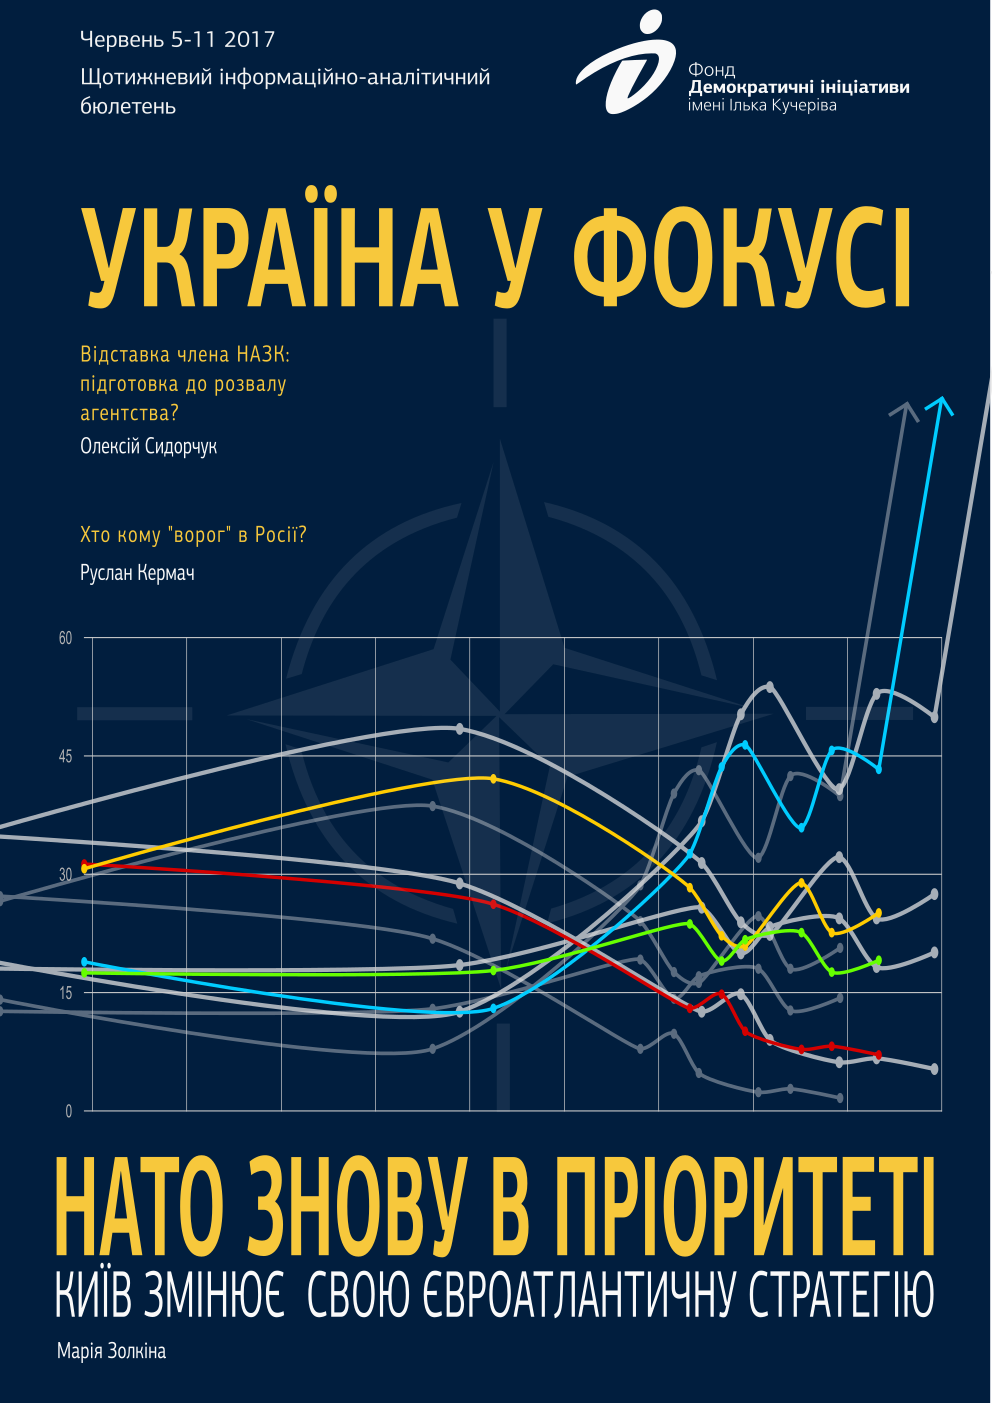 Червень 5-11 2017
Щотижневий інформаційно-аналітичний
бюлетень
Фонд
Демократичні ініціативи
імені Ілька Кучеріва
УКРАЇНА У ФОКУСІ
Відставка члена НАЗК:
підготовка до розвалу
агентства?
Олексій Сидорчук
Хто кому "ворог" в Росії?
Руслан Кермач
60
45
30
15
0
НАТО ЗНОВУ В ПРІОРИТЕТІ
КИЇВ ЗМІНЮЄ СВОЮ ЄВРОАТЛАНТИЧНУ СТРАТЕГІЮ
Марія Золкіна